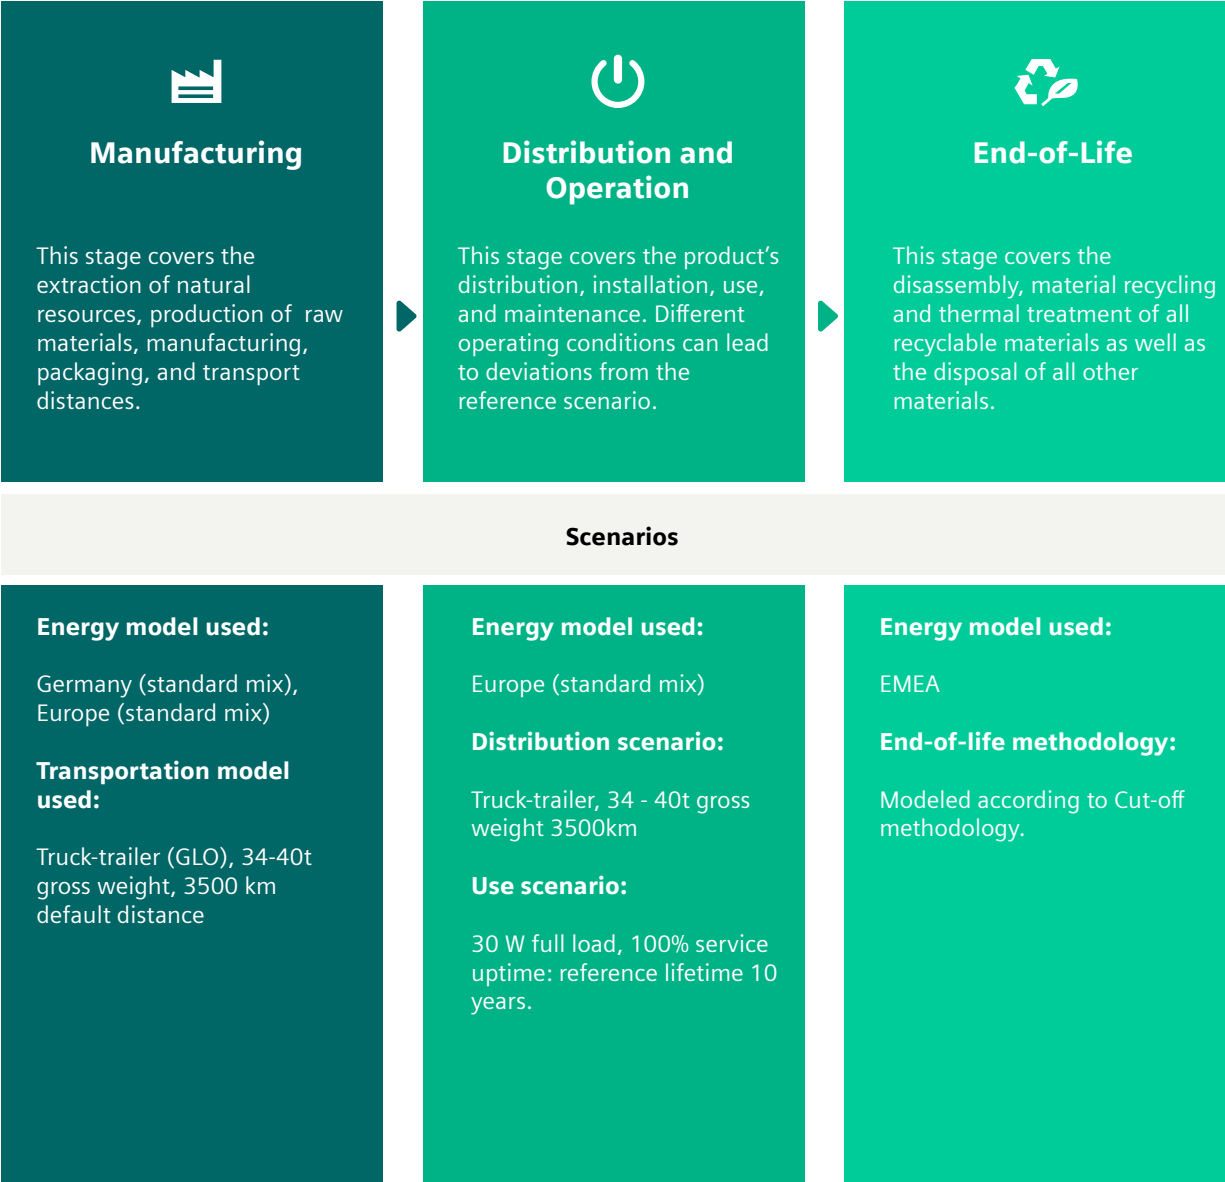 Manufacturing
This stage covers the
extraction of natural
resources, production of  raw
materials, manufacturing,
packaging, and transport
distances.
Distribution and
Operation
This stage covers the product’s
distribution, installation, use,
and maintenance. Different
operating conditions can lead
to deviations from the
reference scenario.
End-of-Life
This stage covers the
disassembly, material recycling
and thermal treatment of all
recyclable materials as well as
the disposal of all other
materials.
Scenarios
Energy model used:
Germany (standard mix),
Europe (standard mix)
Transportation model
used:
Truck-trailer (GLO), 34-40t
gross weight, 3500 km
default distance
Energy model used:
Europe (standard mix)
Distribution scenario:
Truck-trailer, 34 - 40t gross
weight 3500km
Use scenario:
30 W full load, 100% service
uptime: reference lifetime 10
years.
Energy model used:
EMEA
End-of-life methodology:
Modeled according to Cut-off
methodology.